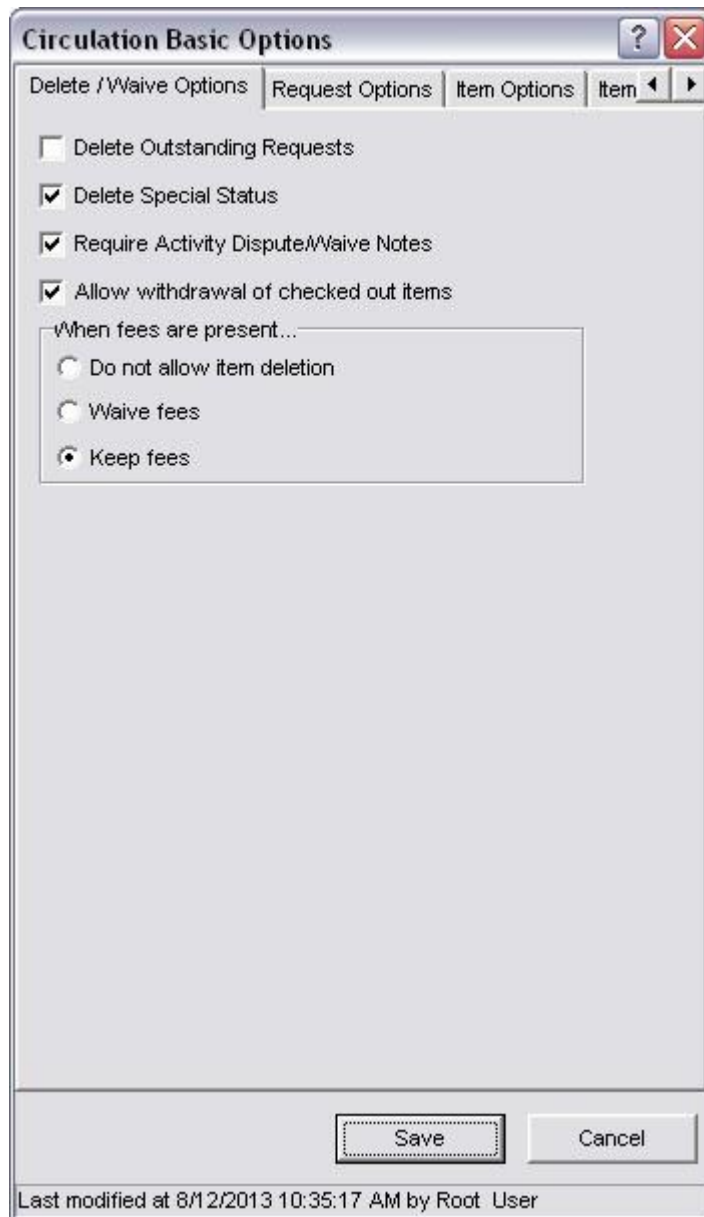 Circulation Basic Options
Delete / Waive Options Request Options Item Options Item
Delete Outstanding Requests
Delete Special Status
Require Activity Dispute/Waive Notes
Allow withdrawal of checked out items
When fees are present...
Do not allow item deletion
Waive fees
Keep fees
Save Cancel
Last modified at 8/12/2013 10:35:17 AM by Root User